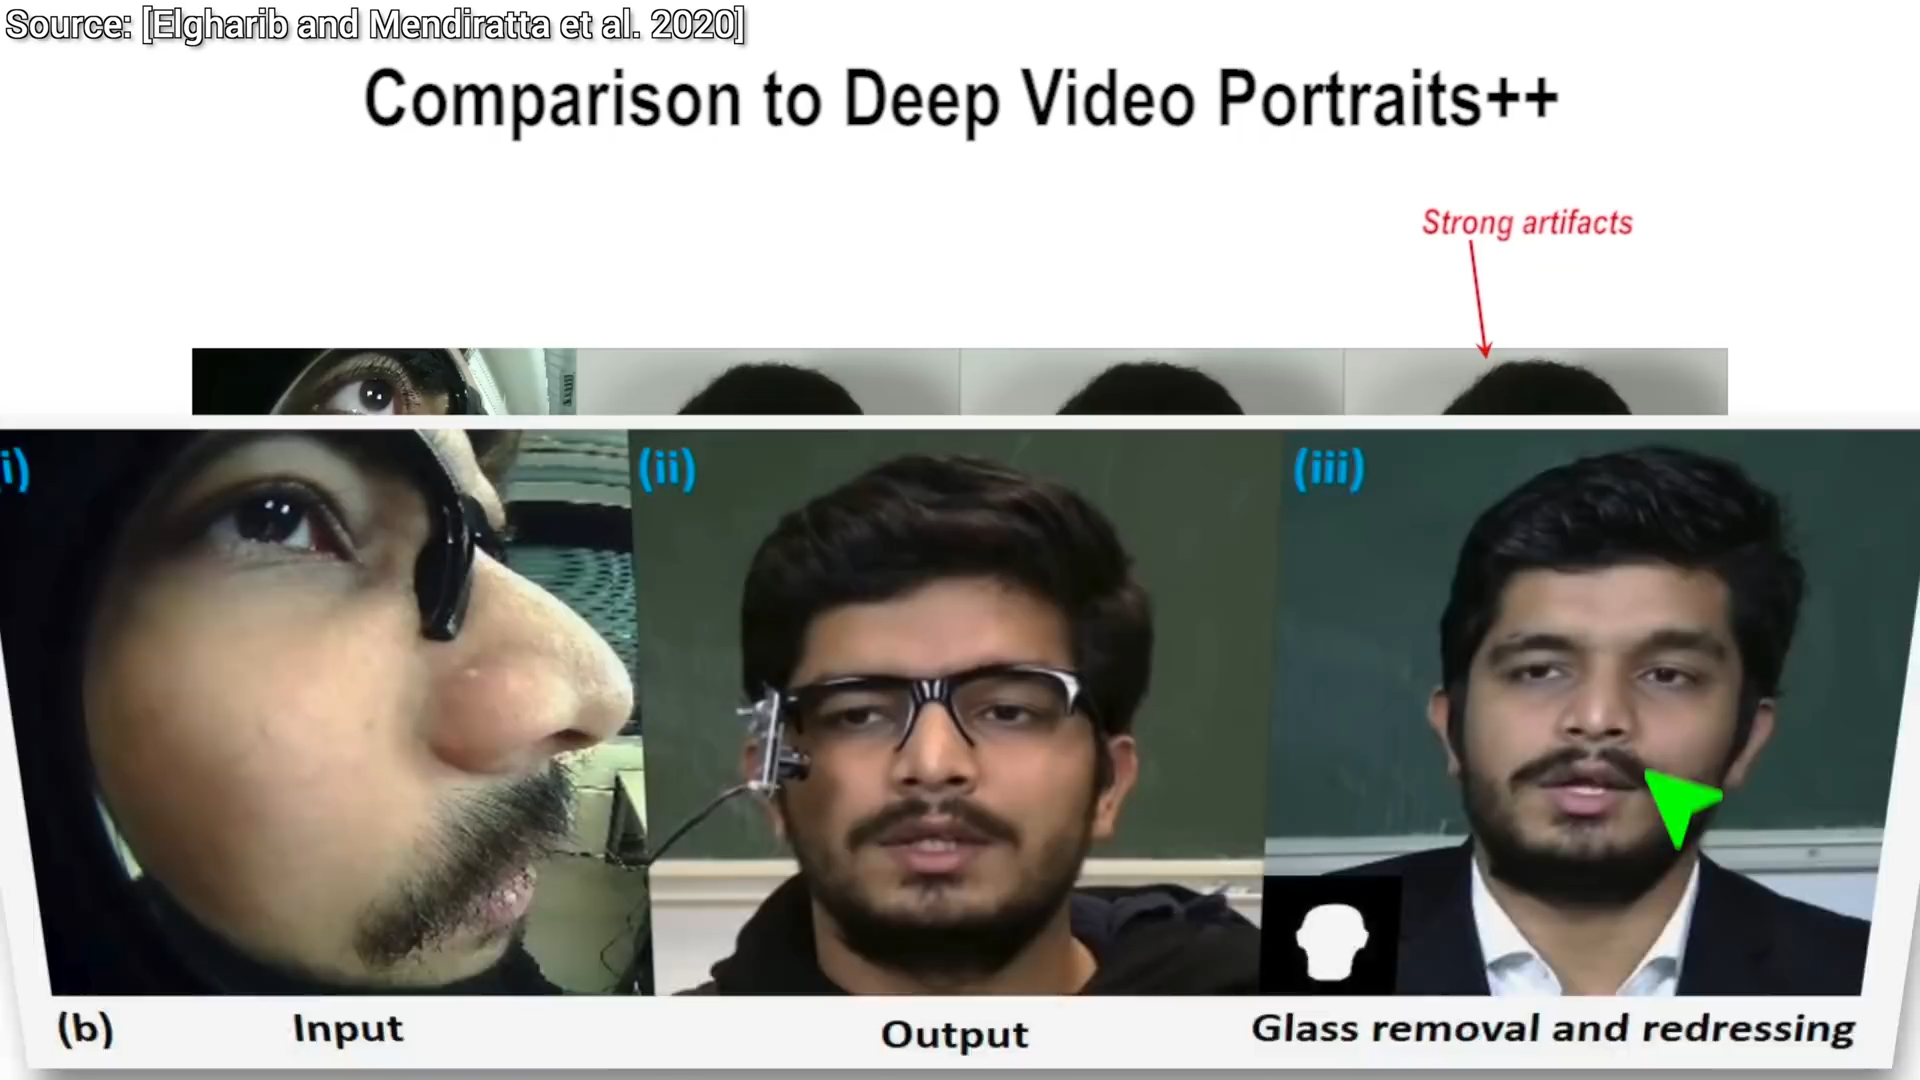 Source: [Elgharib and Mendiratta et al. 2020]
Comparison to Deep Video Portraits++
Strong artifacts
i)
(ii)
(iii)
(b)
Input
Output
Glass removal and redressing